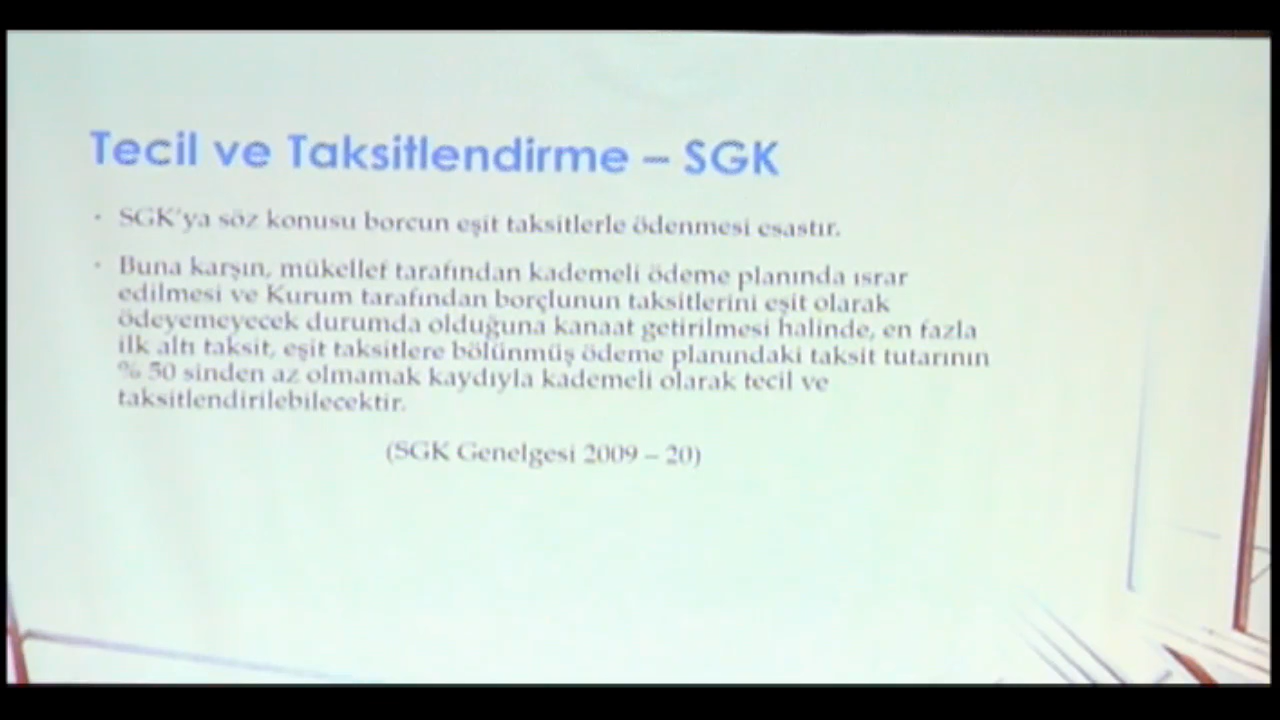 Tecil ve Taksitlendirme – SGK
• SGK'ya söz konusu borcun eşit taksitlerle ödenmesi esastır.
• Buna karşın, mükellef tarafından kademeli ödeme planında ısrar
edilmesi ve Kurum tarafından borçlunun taksitlerini eşit olarak
ödeyemeyecek durumda olduğuna kanaat getirilmesi halinde, en fazla
ilk altı taksit, eşit taksitlere bölünmüş ödeme planındaki taksit tutarının
% 50 sinden az olmamak kaydıyla kademeli olarak tecil ve
taksitlendirilebilecektir.
(SGK Genelgesi 2009 – 20)